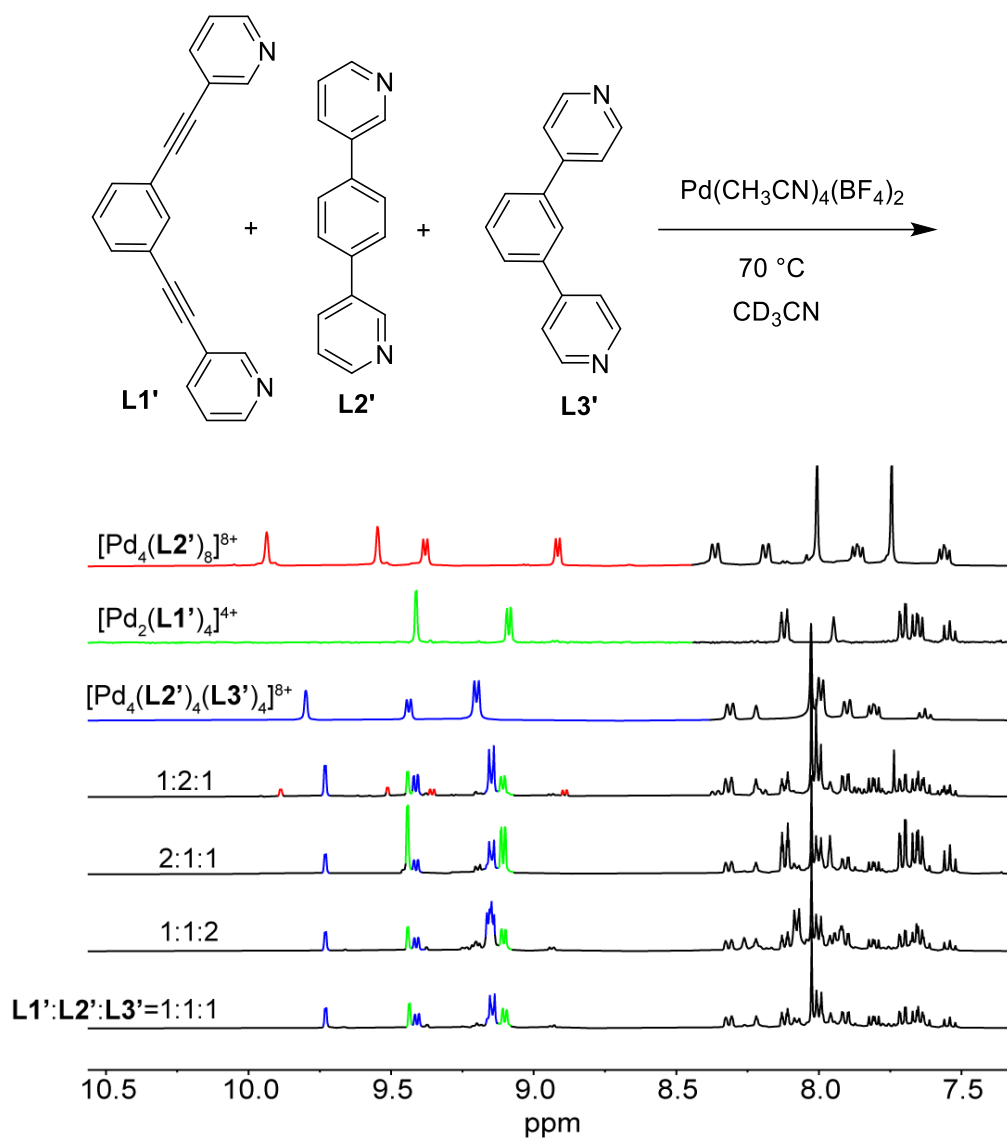 N
N
N
N
N
N
+
+
L1'
L2'
L3'
Pd(CH₃CN)₄(BF₄)₂
70 °C
CD₃CN
[Pd₄(L2’)₈]⁸⁺
[Pd₂(L1’)₄]⁴⁺
[Pd₄(L2’)₄(L3’)₄]⁸⁺
1:2:1
2:1:1
1:1:2
L1’:L2’:L3’=1:1:1
10.5 10.0 9.5 9.0 8.5 8.0 7.5
ppm